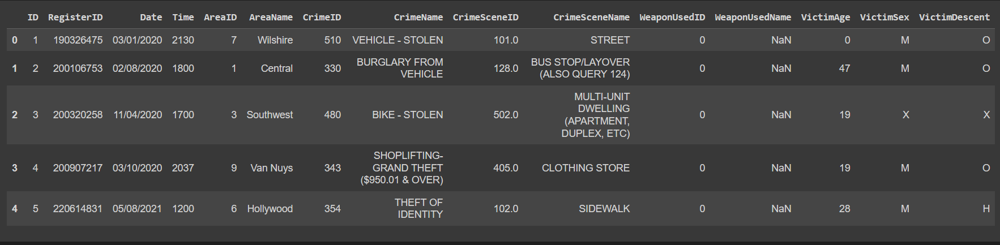 ID RegisterID Date Time AreaID AreaName CrimeID CrimeName CrimeSceneID CrimeSceneName WeaponUsedID WeaponUsedName VictimAge VictimSex VictimDescent
0 1 190326475 03/01/2020 2130 7 Wilshire 510 VEHICLE - STOLEN 101.0 STREET 0 NaN 0 M O
BURGLARY FROM BUS STOP/LAYOVER
1 2 200106753 02/08/2020 1800 1 Central 330 128.0 0 NaN 47 M O
VEHICLE (ALSO QUERY 124)
MULTI-UNIT
DWELLING
3 200320258 11/04/2020 1700 3 Southwest 480 BIKE - STOLEN 502.0 0 NaN 19 X X
2
(APARTMENT,
DUPLEX, ETC)
SHOPLIFTING-
3 4 200907217 03/10/2020 2037 9 Van Nuys 343 GRAND THEFT 405.0 CLOTHING STORE 0 NaN 19 M O
($950.01 & OVER)
THEFT OF
4 5 220614831 05/08/2021 1200 6 Hollywood 354 102.0 SIDEWALK 0 NaN 28 M H
IDENTITY